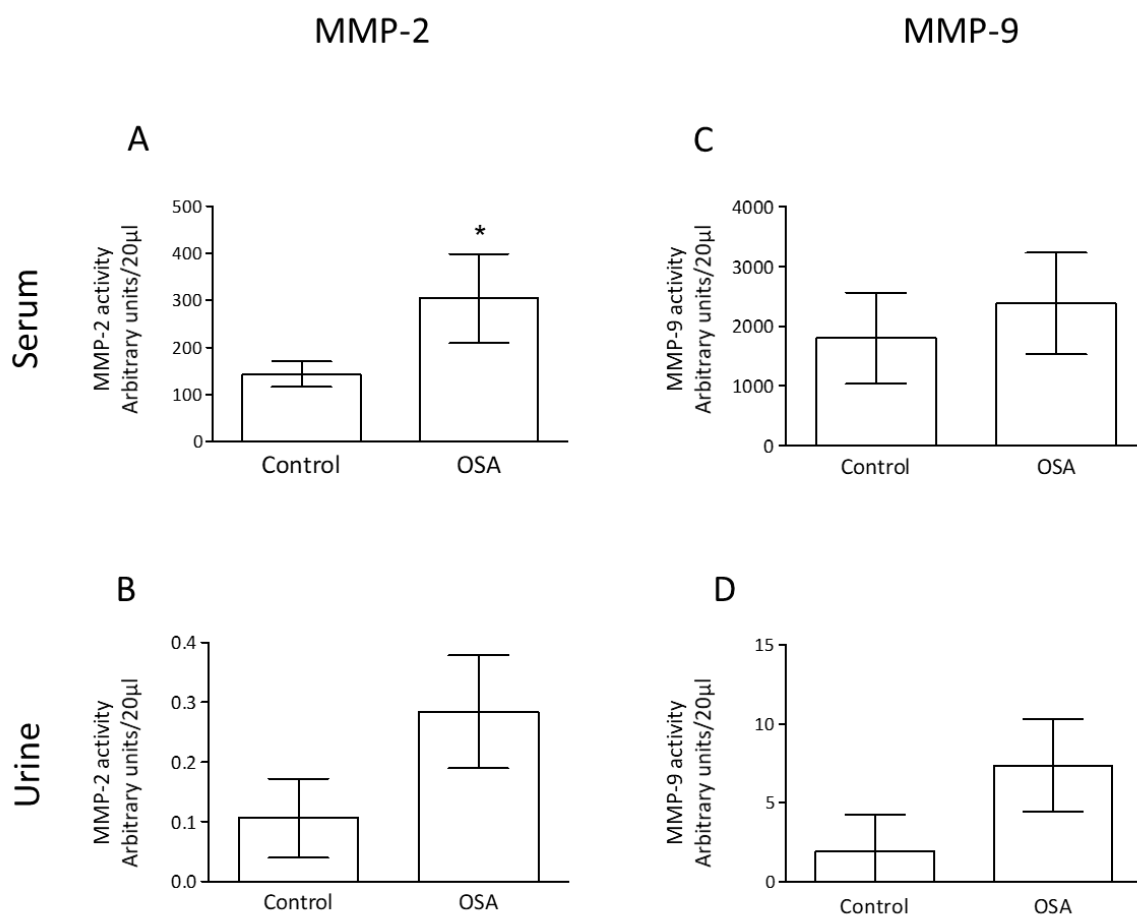 MMP-2
MMP-9
Serum
Urine
A
MMP-2 activity
Arbitrary units/20µl
500
400
300
200
100
0
*
Control
OSA
C
MMP-9 activity
Arbitrary units/20µl
4000
3000
2000
1000
0
Control
OSA
B
MMP-2 activity
Arbitrary units/20µl
0.4
0.3
0.2
0.1
0.0
Control
OSA
D
MMP-9 activity
Arbitrary units/20µl
15
10
5
0
Control
OSA